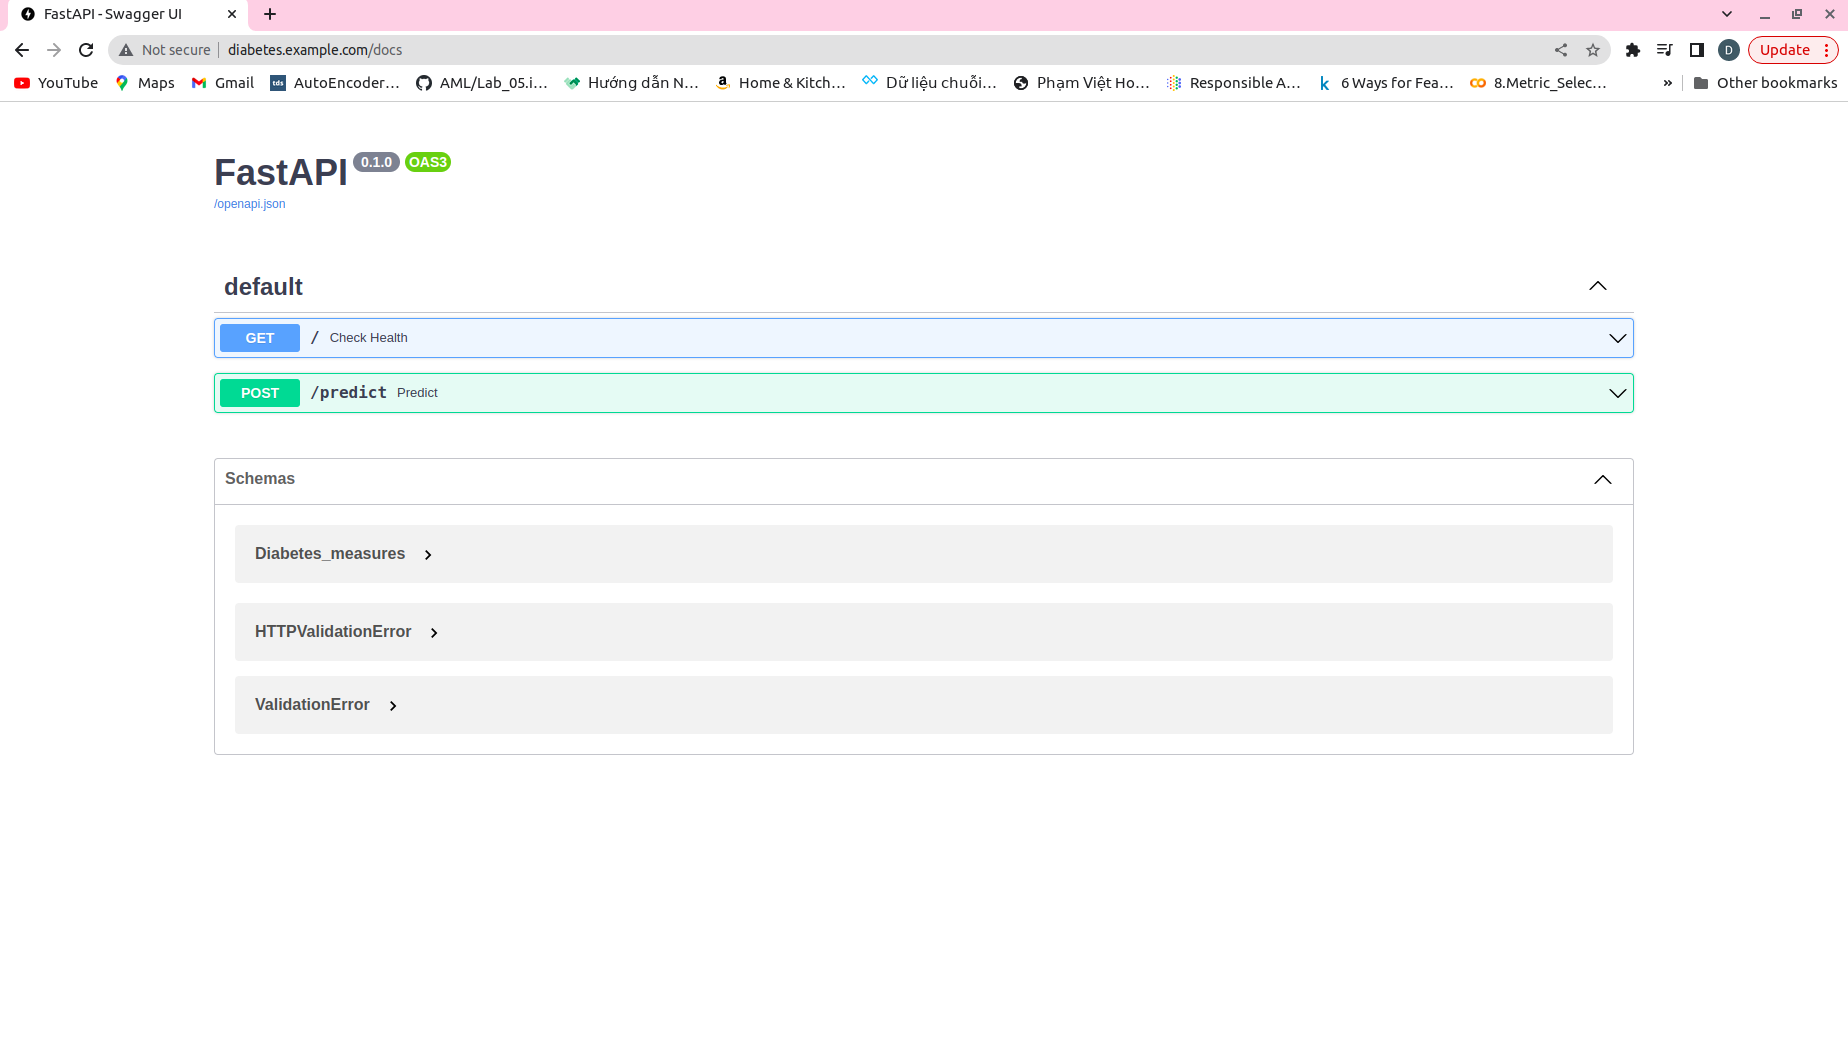 FastAPI - Swagger UI
Not secure diabetes.example.com/docs
D
Update
YouTube Maps Gmail tds AutoEncoder... AML/Lab_05.i... Hướng dẫn N... a Home & Kitch... Dữ liệu chuỗi... Phạm Việt Ho... Responsible A... k 6 Ways for Fea... 8.Metric_Selec... » Other bookmarks
FastAPI 0.1.0 OAS3
/openapi.json
default
GET / Check Health
POST /predict Predict
Schemas
Diabetes_measures
HTTPValidationError
ValidationError